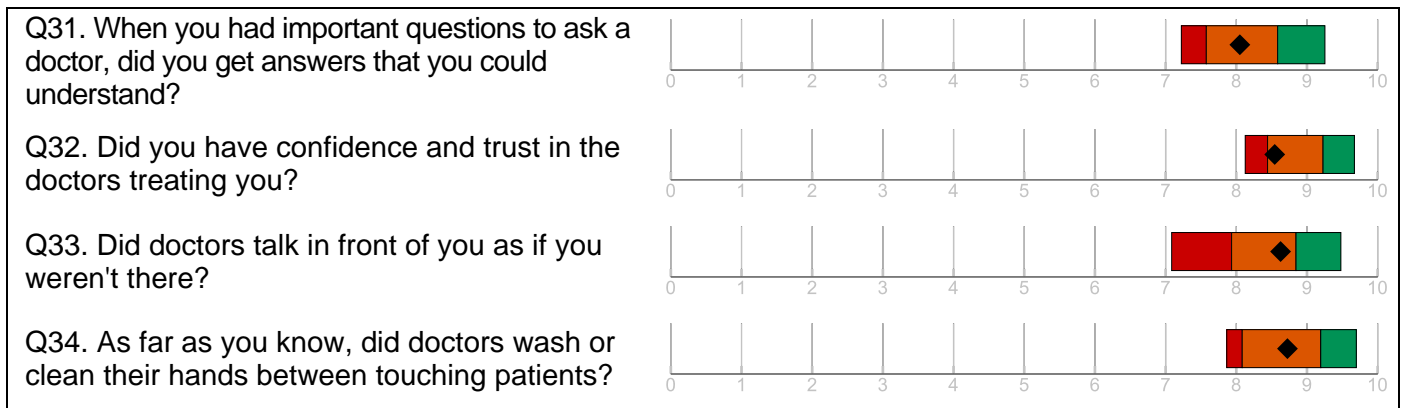 Q31. When you had important questions to ask a
doctor, did you get answers that you could
understand?
0 1 2 3 4 5 6 7 8 9 10
Q32. Did you have confidence and trust in the
doctors treating you?
0 1 2 3 4 5 6 7 8 9 10
Q33. Did doctors talk in front of you as if you
weren't there?
0 1 2 3 4 5 6 7 8 9 10
Q34. As far as you know, did doctors wash or
clean their hands between touching patients?
0 1 2 3 4 5 6 7 8 9 10